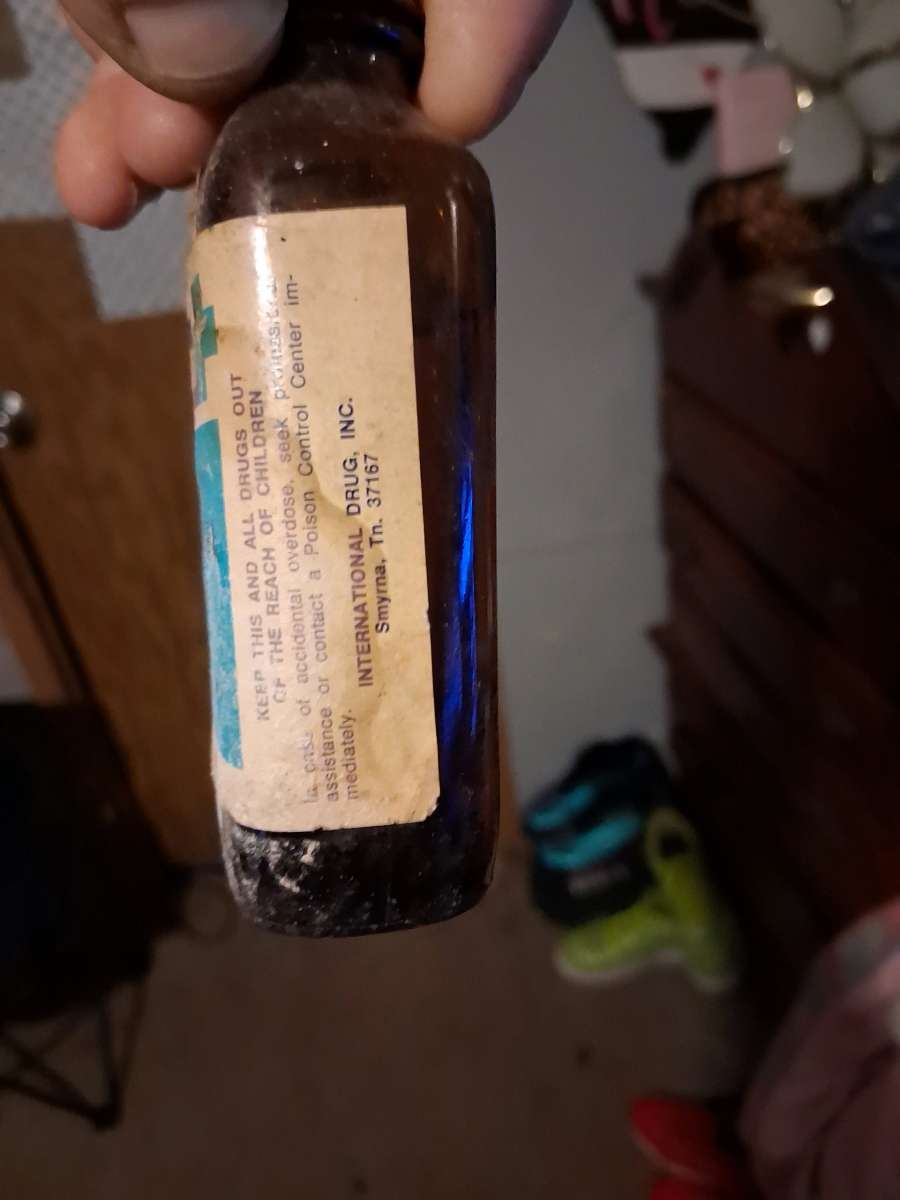 KEEP THIS AND ALL DRUGS OUT
OF THE REACH OF CHILDREN
In case of accidental overdose, seek
assistance or contact a Poison Control Center im-
mediately.
INTERNATIONAL DRUG, INC.
Smyrna, Tn. 37167